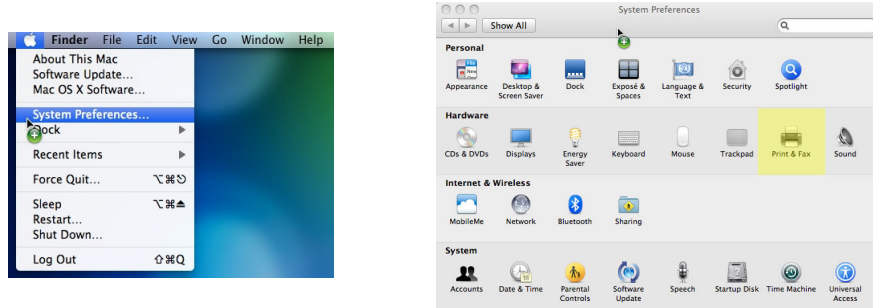 Finder File Edit View Go Window Help
About This Mac
Software Update...
Mac OS X Software...
System Preferences...
Dock
Recent Items
Force Quit... ⌥⌘⎋
Sleep ⌥⌘⏏
Restart...
Shut Down...
Log Out ⇧⌘Q
System Preferences
Show All
Personal
Appearance
Desktop &
Screen Saver
Dock
Exposé &
Spaces
Language &
Text
Security
Spotlight
Hardware
CDs & DVDs
Displays
Energy
Saver
Keyboard
Mouse
Trackpad
Print & Fax
Sound
Internet & Wireless
MobileMe
Network
Bluetooth
Sharing
System
Accounts
Date & Time
Parental
Controls
Software
Update
Speech
Startup Disk
Time Machine
Universal
Access